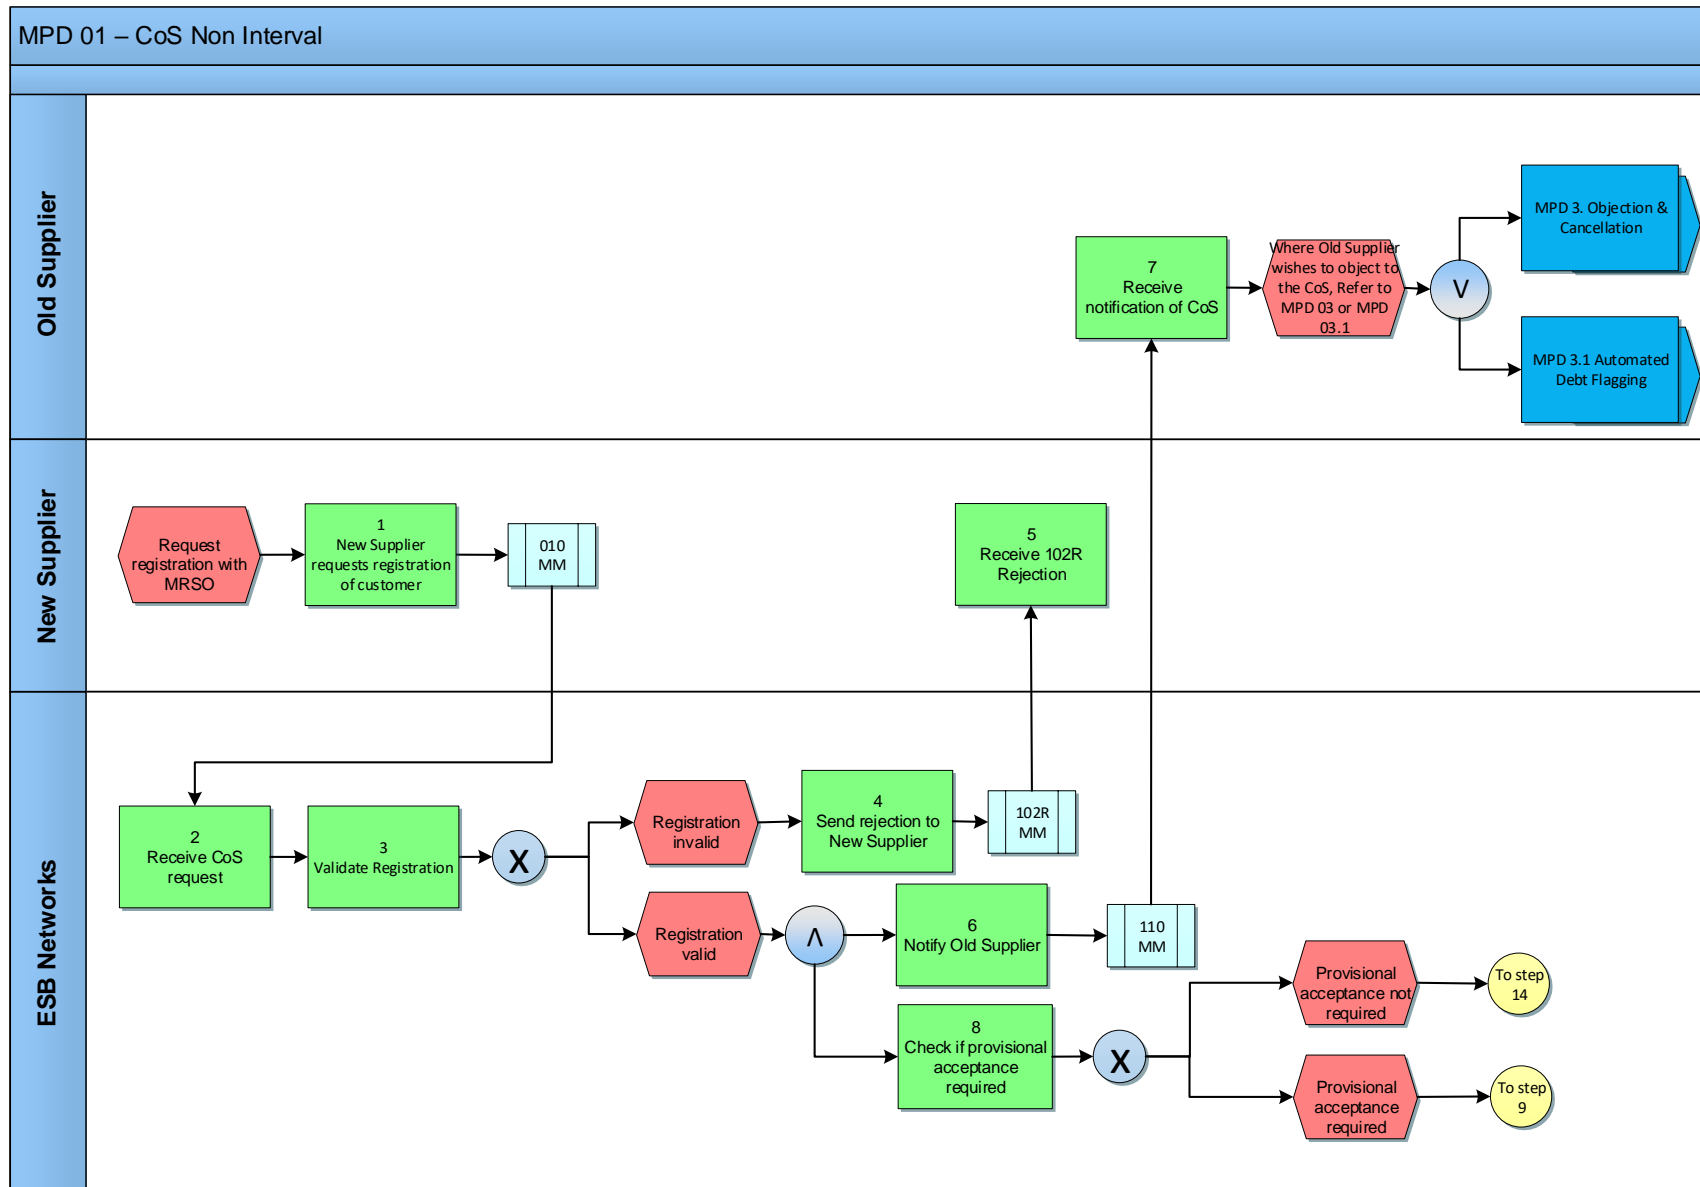 MPD 01 – CoS Non Interval
Old Supplier
MPD 3. Objection &
Cancellation
7
Receive
notification of CoS
Where Old Supplier
wishes to object to
the CoS, Refer to
MPD 03 or MPD
03.1
V
MPD 3.1 Automated
Debt Flagging
New Supplier
Request
registration with
MRSO
1
New Supplier
requests registration
of customer
010
MM
5
Receive 102R
Rejection
ESB Networks
2
Receive CoS
request
3
Validate Registration
X
Registration
invalid
4
Send rejection to
New Supplier
102R
MM
Registration
valid
Λ
6
Notify Old Supplier
110
MM
8
Check if provisional
acceptance
required
X
Provisional
acceptance not
required
To step
14
Provisional
acceptance
required
To step
9